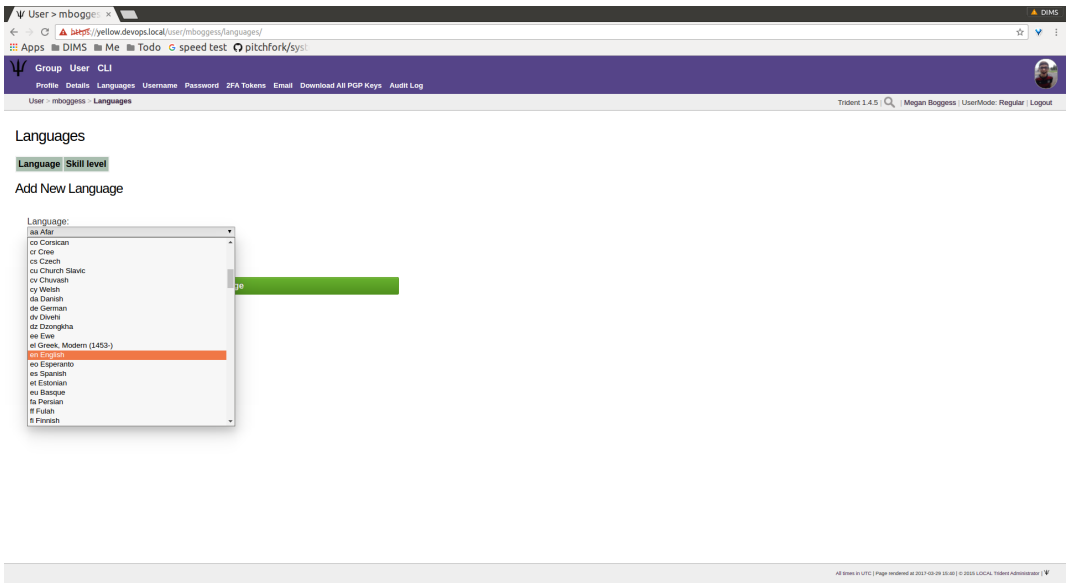 User > mbogges ×
DIMS
https://yellow.devops.local/user/mboggess/languages/
Apps DIMS Me Todo G speed test pitchfork/syst
Group User CLI
Profile Details Languages Username Password 2FA Tokens Email Download All PGP Keys Audit Log
User > mboggess > Languages
Trident 1.4.5 | | Megan Boggess | UserMode: Regular | Logout
Languages
Language Skill level
Add New Language
Language:
aa Afar
co Corsican
cr Cree
cs Czech
cu Church Slavic
cv Chuvash
cy Welsh
da Danish
de German
dv Divehi
dz Dzongkha
ee Ewe
el Greek, Modern (1453-)
en English
eo Esperanto
es Spanish
et Estonian
eu Basque
fa Persian
ff Fulah
fi Finnish
ge
All times in UTC | Page rendered at 2017-03-29 15:40 | © 2015 LOCAL Trident Administrator | Ψ